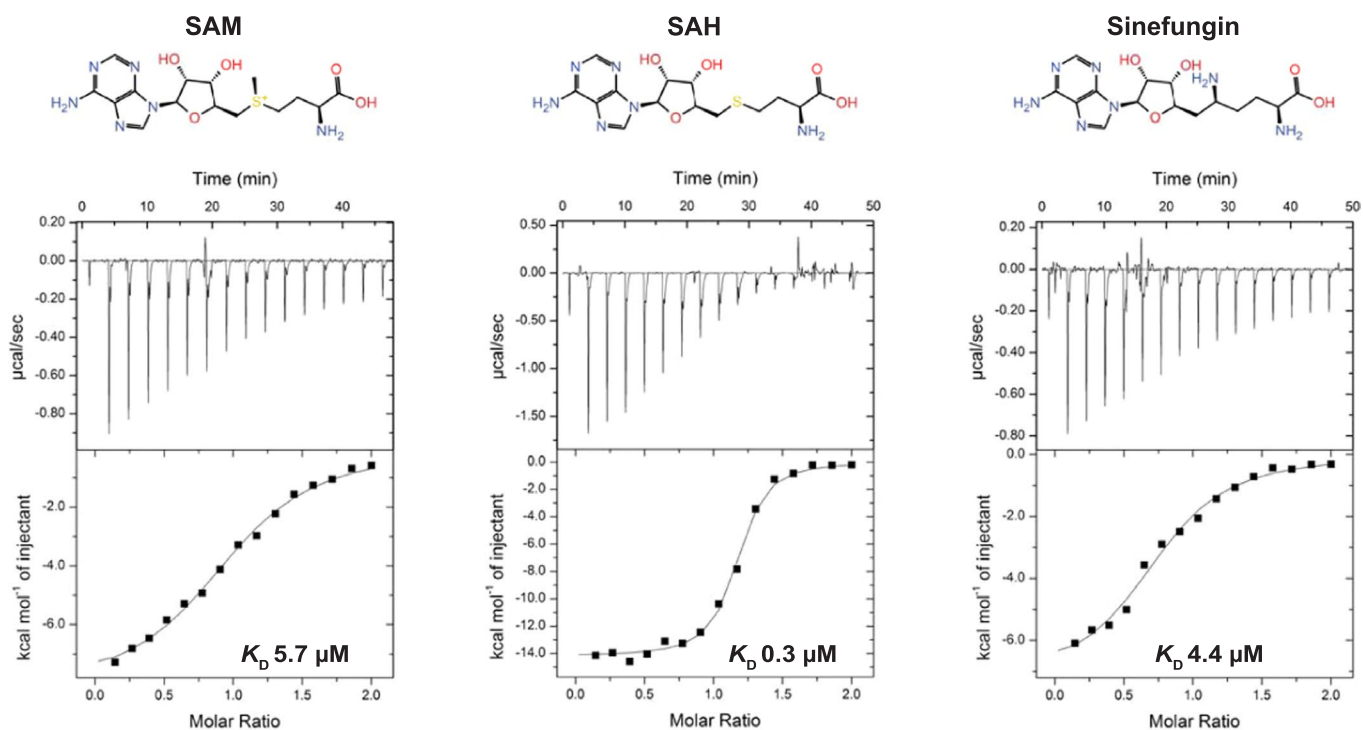 SAM
SAH
Sinefungin
HO OH N N H2N N N O S+ O OH NH2
HO OH N N H2N N N O S O OH NH2
HO OH H2N N N H2N N N O O OH NH2
Time (min)
0 10 20 30 40
0.20
0.00
-0.20
-0.40
-0.60
-0.80
µcal/sec
-2.0
-4.0
-6.0
kcal mol⁻¹ of injectant
KD 5.7 µM
0.0 0.5 1.0 1.5 2.0
Molar Ratio
Time (min)
0 10 20 30 40 50
0.50
0.00
-0.50
-1.00
-1.50
µcal/sec
0.0
-2.0
-4.0
-6.0
-8.0
-10.0
-12.0
-14.0
kcal mol⁻¹ of injectant
KD 0.3 µM
0.0 0.5 1.0 1.5 2.0
Molar Ratio
Time (min)
0 10 20 30 40 50
0.20
0.00
-0.20
-0.40
-0.60
-0.80
µcal/sec
0.0
-2.0
-4.0
-6.0
kcal mol⁻¹ of injectant
KD 4.4 µM
0.0 0.5 1.0 1.5 2.0
Molar Ratio